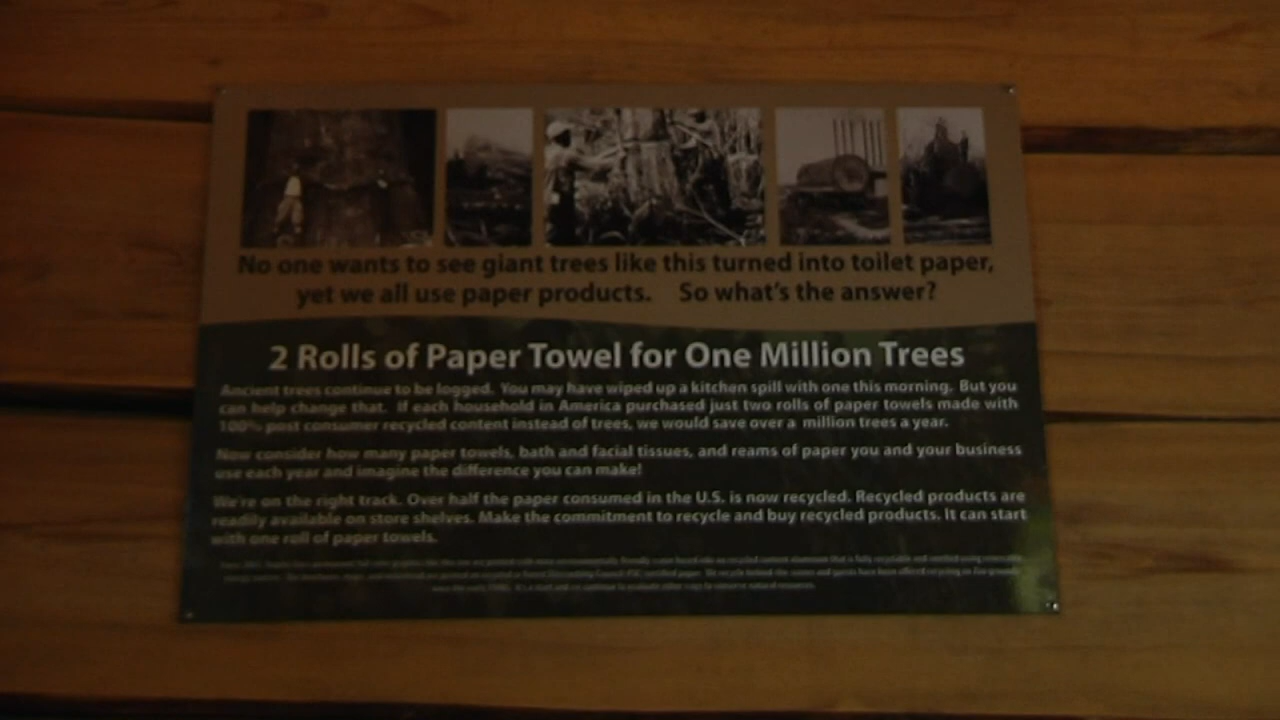 No one wants to see giant trees like this turned into toilet paper,
yet we all use paper products. So what's the answer?
2 Rolls of Paper Towel for One Million Trees
Ancient trees continue to be logged. You may have wiped up a kitchen spill with one this morning. But you
can help change that. If each household in America purchased just two rolls of paper towels made with
100% post consumer recycled content instead of trees, we would save over a million trees a year.
Now consider how many paper towels, bath and facial tissues, and reams of paper you and your business
use each year and imagine the difference you can make!
We're on the right track. Over half the paper consumed in the U.S. is now recycled. Recycled products are
readily available on store shelves. Make the commitment to recycle and buy recycled products. It can start
with one roll of paper towels.